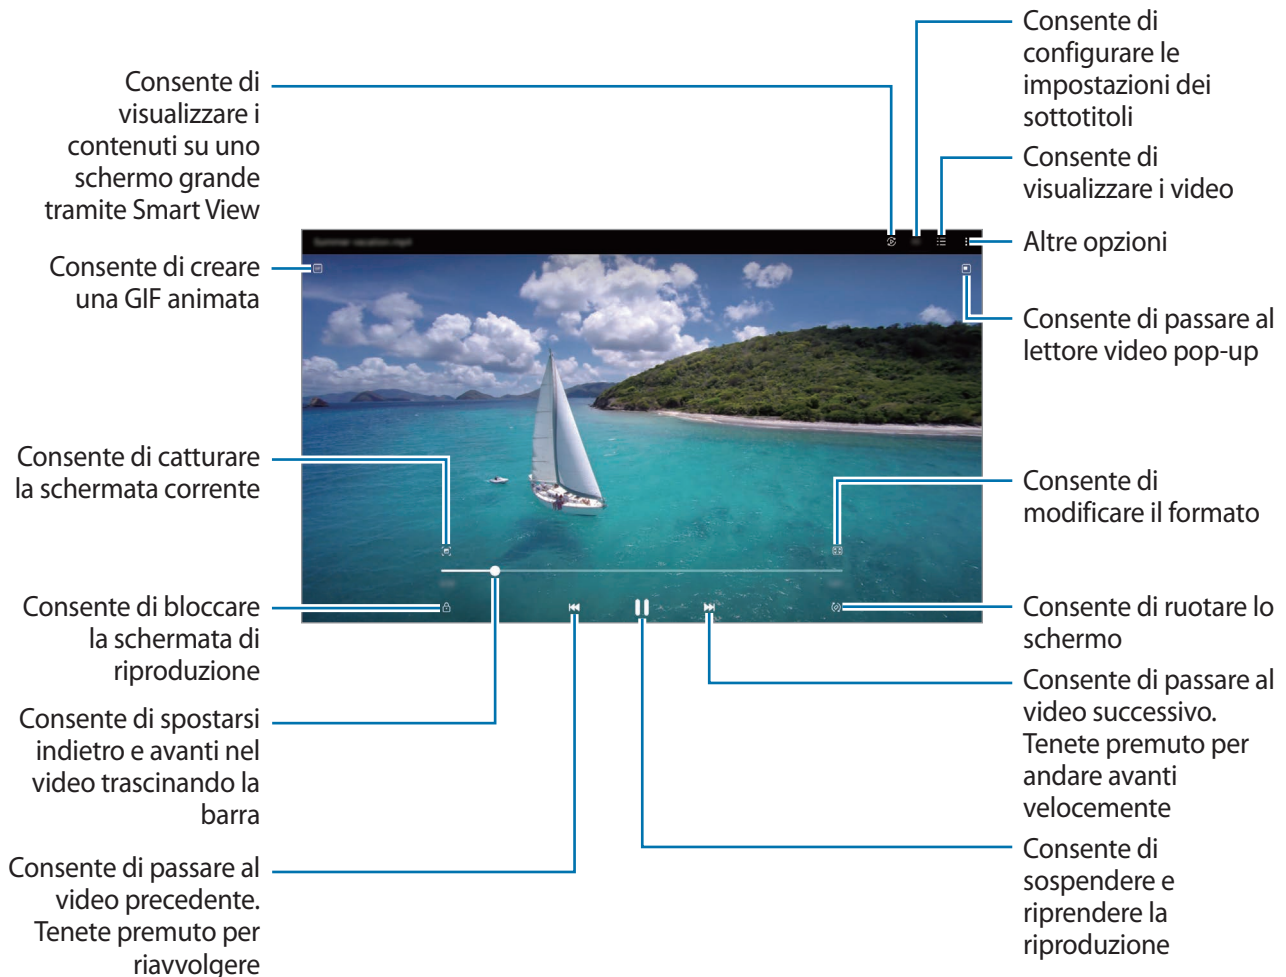 Consente di
visualizzare i
contenuti su uno
schermo grande
tramite Smart View
Consente di creare
una GIF animata
Consente di catturare
la schermata corrente
Consente di bloccare
la schermata di
riproduzione
Consente di spostarsi
indietro e avanti nel
video trascinando la
barra
Consente di passare al
video precedente.
Tenete premuto per
riavvolgere
Consente di
configurare le
impostazioni dei
sottotitoli
Consente di
visualizzare i video
Altre opzioni
Consente di passare al
lettore video pop-up
Consente di
modificare il formato
Consente di ruotare lo
schermo
Consente di passare al
video successivo.
Tenete premuto per
andare avanti
velocemente
Consente di
sospendere e
riprendere la
riproduzione